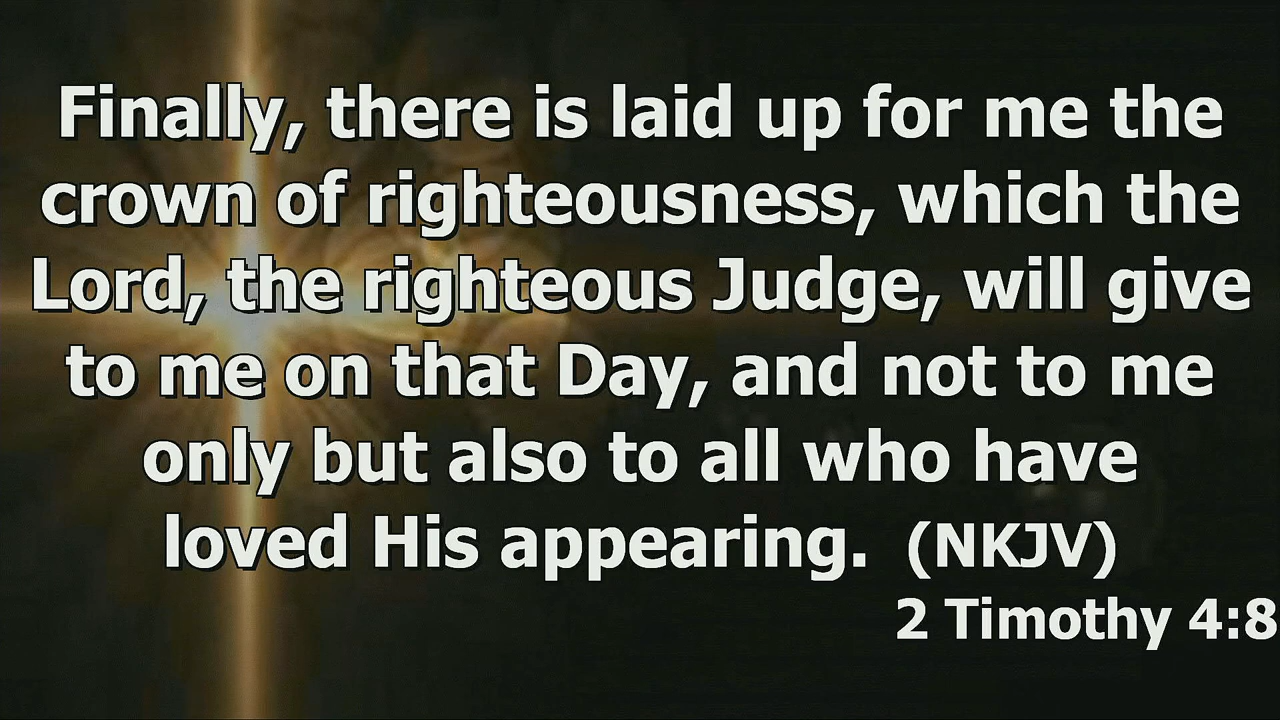 Finally, there is laid up for me the
crown of righteousness, which the
Lord, the righteous Judge, will give
to me on that Day, and not to me
only but also to all who have
loved His appearing. (NKJV)
2 Timothy 4:8